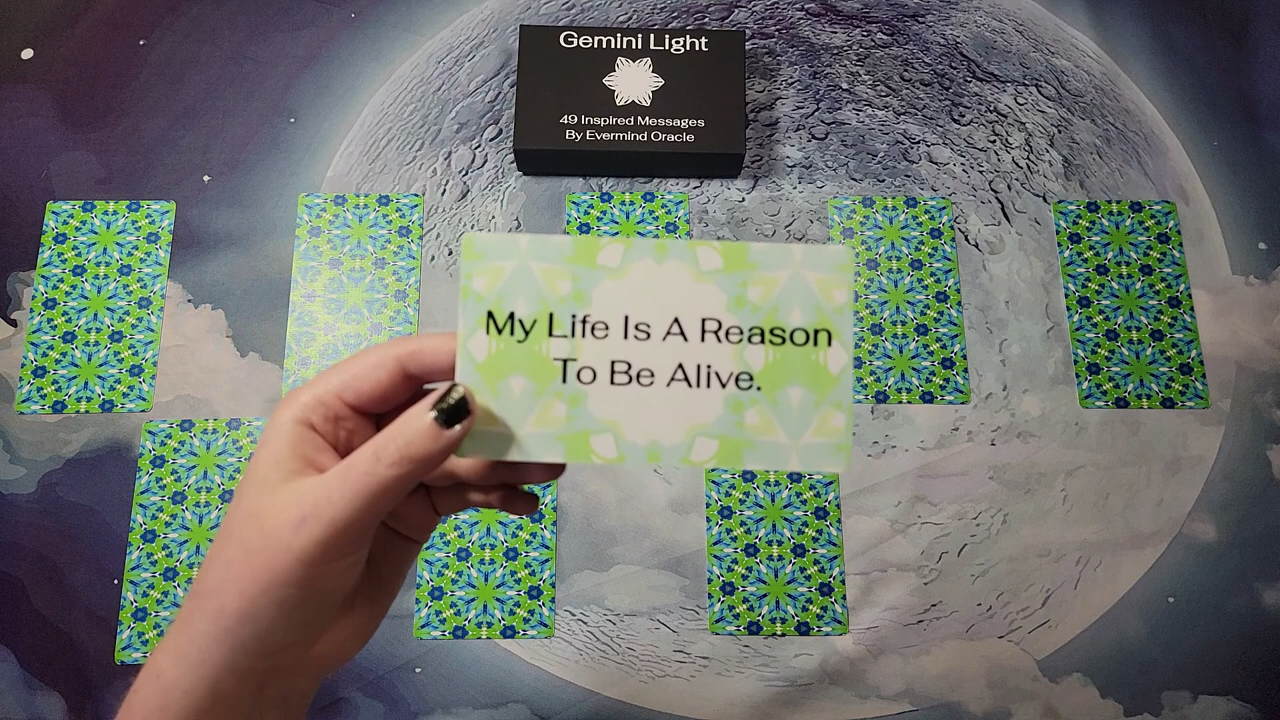 Gemini Light
49 Inspired Messages
By Evermind Oracle
My Life Is A Reason
To Be Alive.